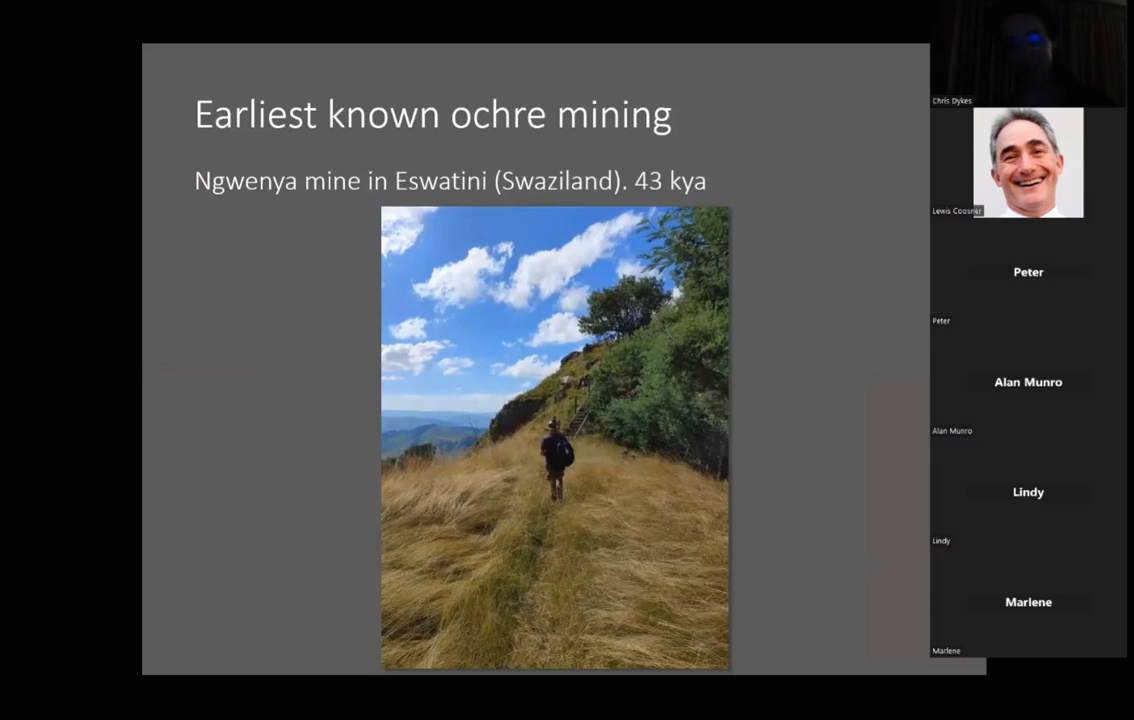 Earliest known ochre mining
Ngwenya mine in Eswatini (Swaziland). 43 kya
Chris Dykes
Lewis Coosner
Peter
Peter
Alan Munro
Alan Munro
Lindy
Lindy
Marlene
Marlene